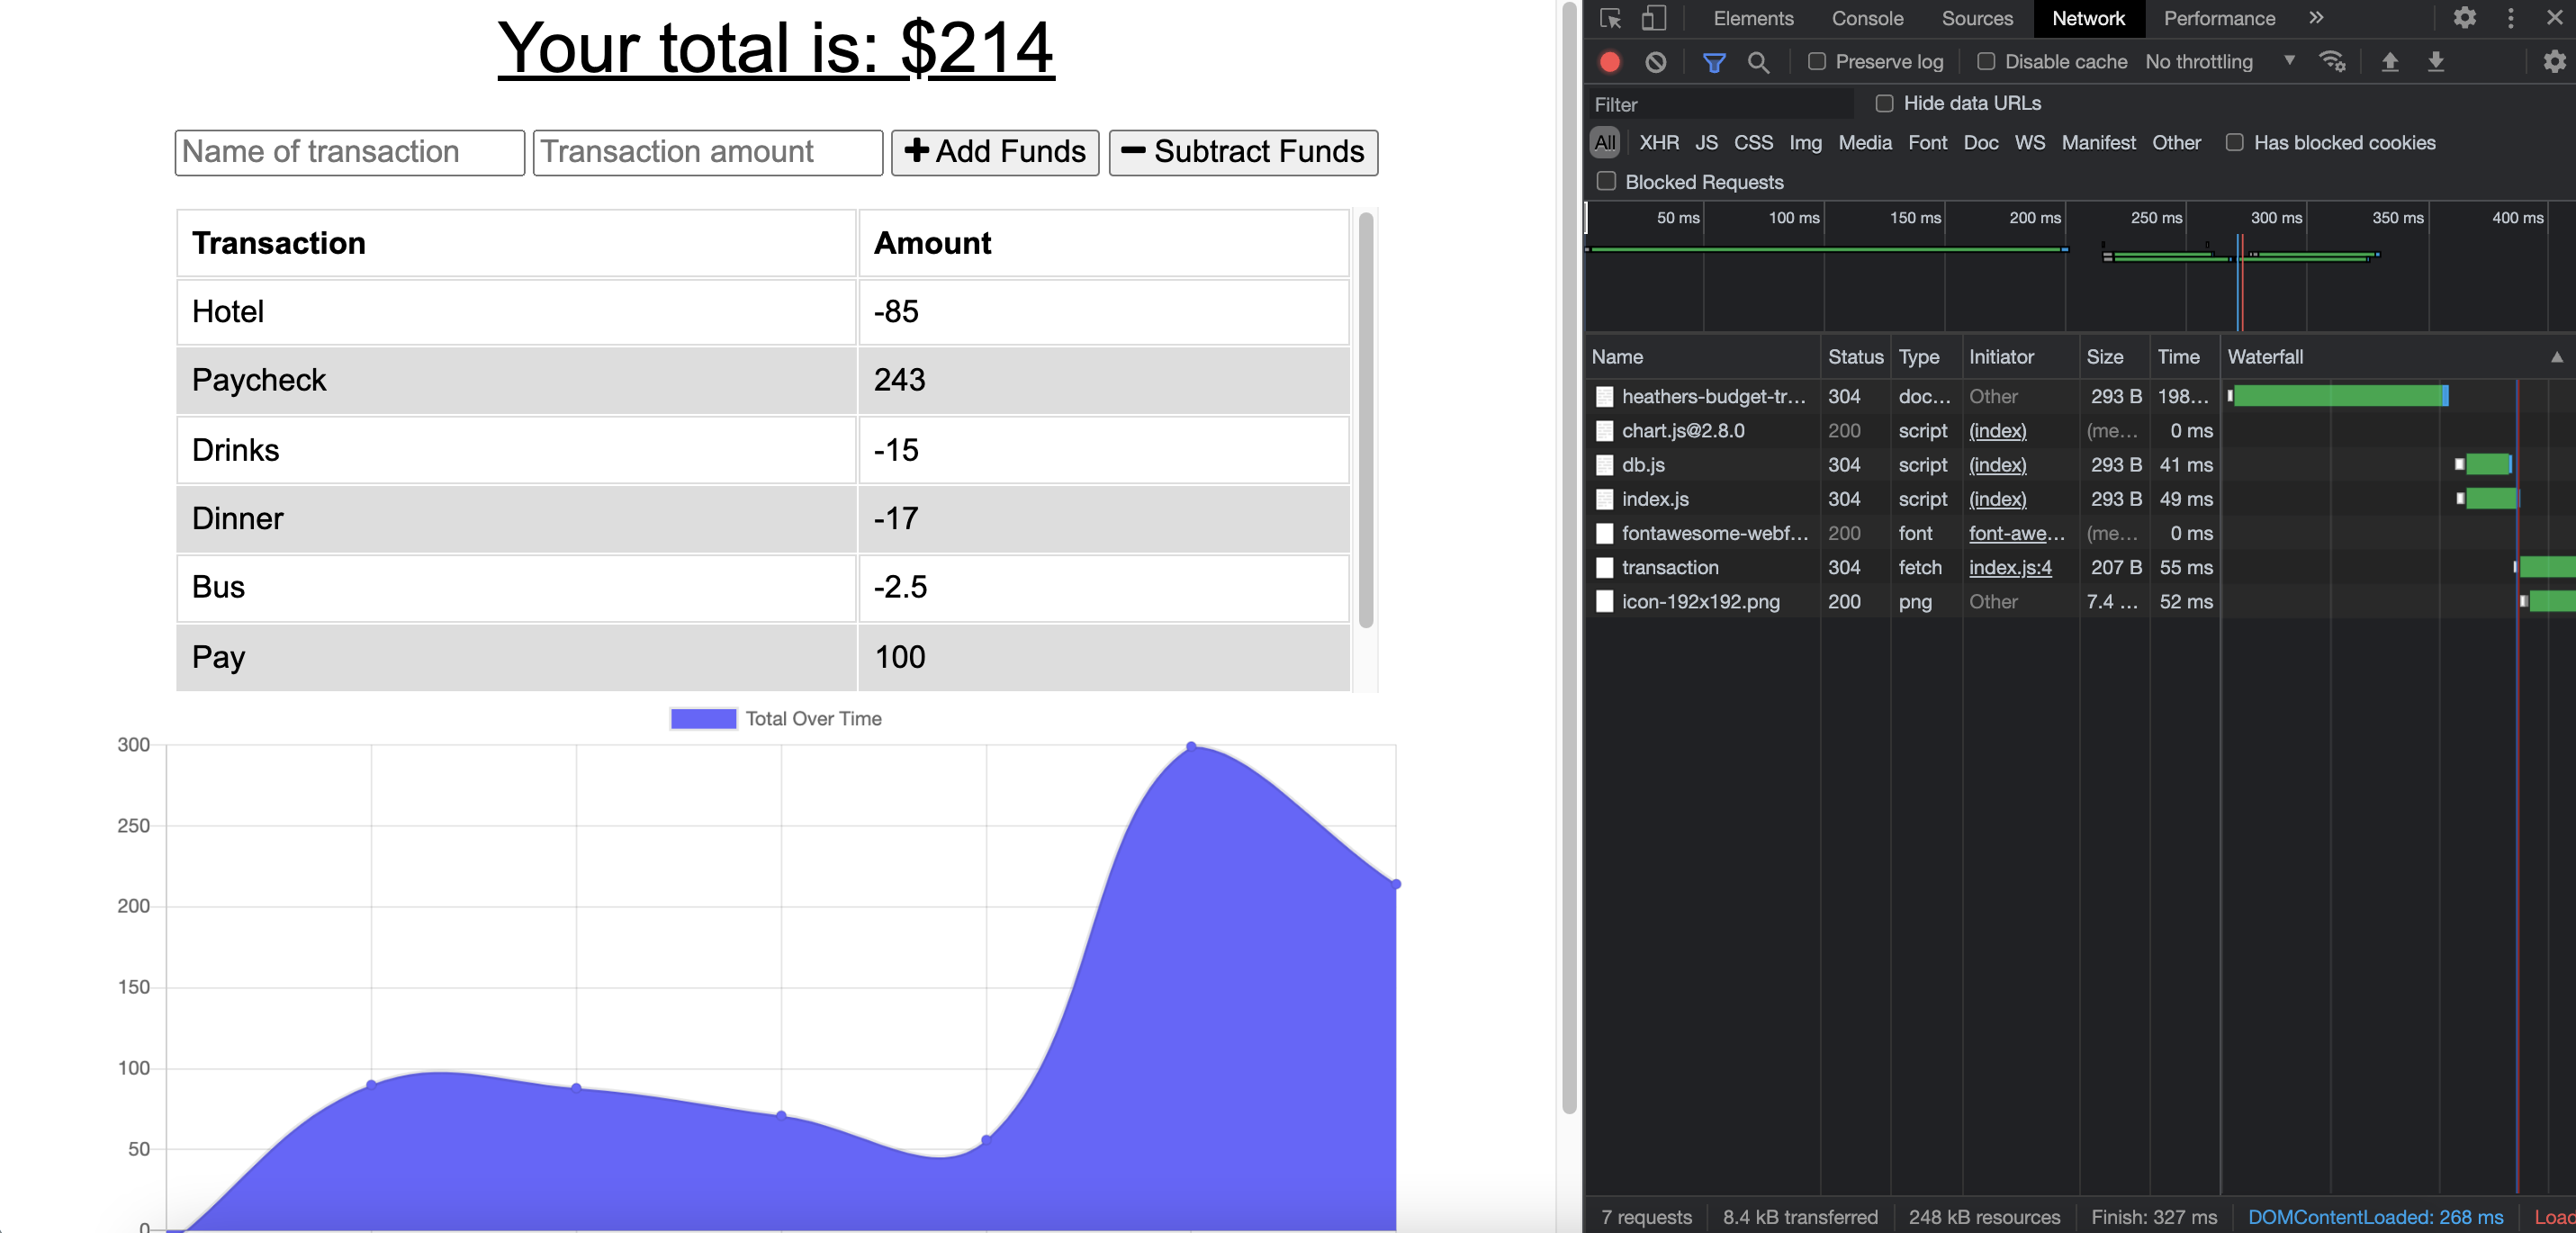 Your total is: $214
Name of transaction Transaction amount Add Funds Subtract Funds
Transaction Amount
Hotel -85
Paycheck 243
Drinks -15
Dinner -17
Bus -2.5
Pay 100
Total Over Time
300
250
200
150
100
50
0
Elements Console Sources Network Performance
Preserve log Disable cache No throttling
Filter Hide data URLs
All XHR JS CSS Img Media Font Doc WS Manifest Other Has blocked cookies
Blocked Requests
50 ms 100 ms 150 ms 200 ms 250 ms 300 ms 350 ms 400 ms
Name Status Type Initiator Size Time Waterfall
heathers-budget-tr... 304 doc... Other 293 B 198...
chart.js@2.8.0 200 script (index) (me... 0 ms
db.js 304 script (index) 293 B 41 ms
index.js 304 script (index) 293 B 49 ms
fontawesome-webf... 200 font font-awe... (me... 0 ms
transaction 304 fetch index.js:4 207 B 55 ms
icon-192x192.png 200 png Other 7.4 ... 52 ms
7 requests 8.4 kB transferred 248 kB resources Finish: 327 ms DOMContentLoaded: 268 ms Load